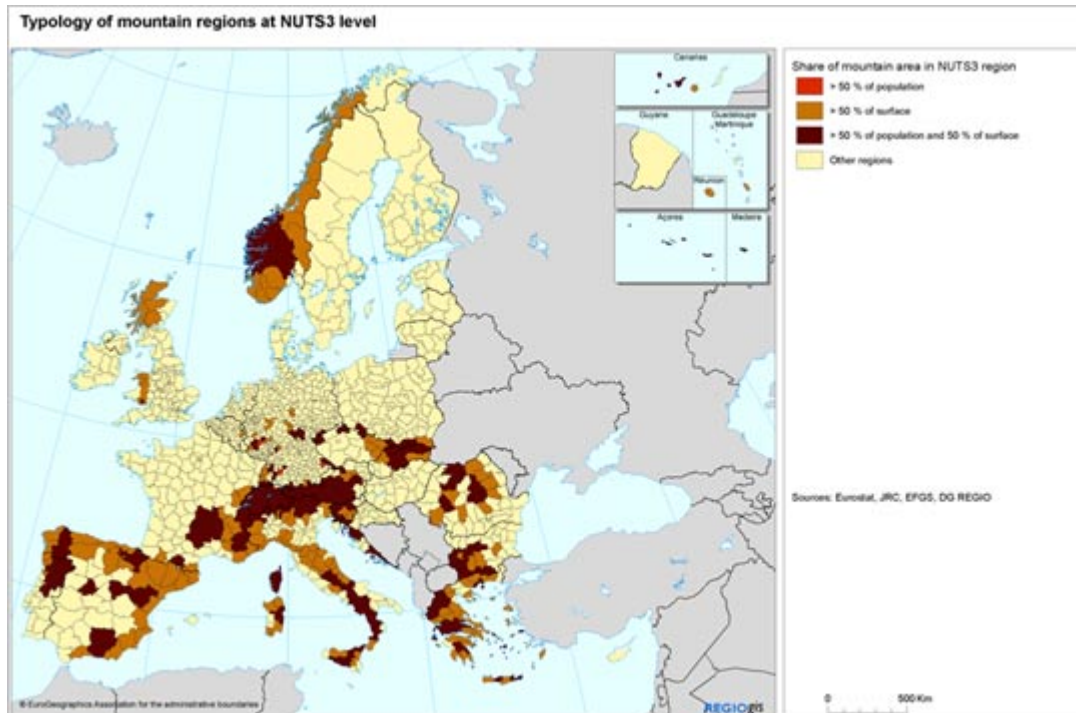 Typology of mountain regions at NUTS3 level
Canarias
Guyane
Guadeloupe
Martinique
Réunion
Açores
Madeira
Share of mountain area in NUTS3 region
> 50 % of population
> 50 % of surface
> 50 % of population and 50 % of surface
Other regions
Sources: Eurostat, JRC, EFGS, DG REGIO
© EuroGeographics Association for the administrative boundaries
REGIOgis
0 500 Km